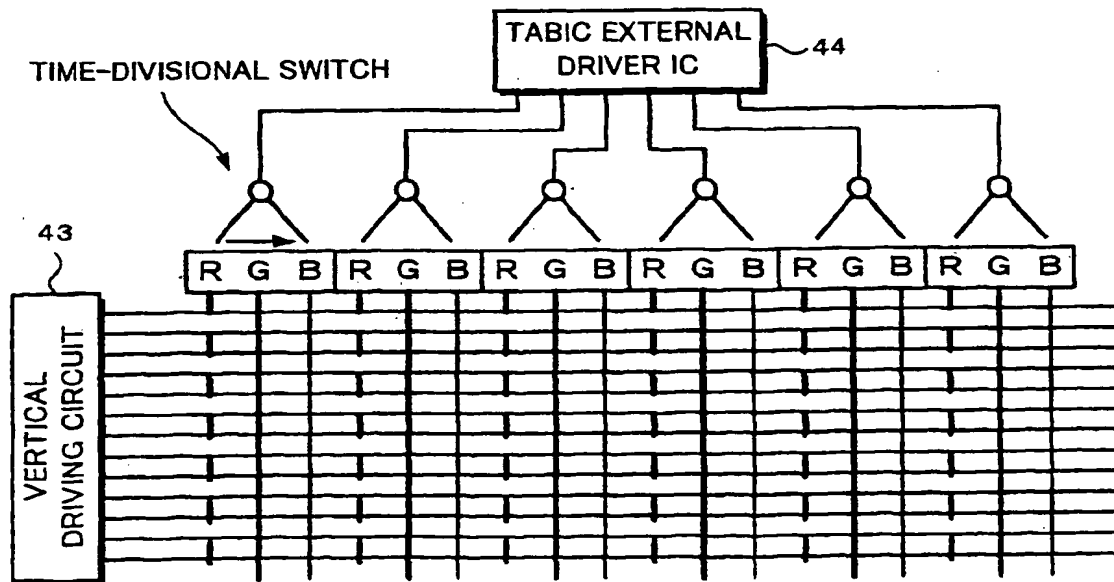 TABIC EXTERNAL
DRIVER IC
44
TIME-DIVISIONAL SWITCH
43
R G B R G B R G B R G B R G B R G B
VERTICAL
DRIVING CIRCUIT